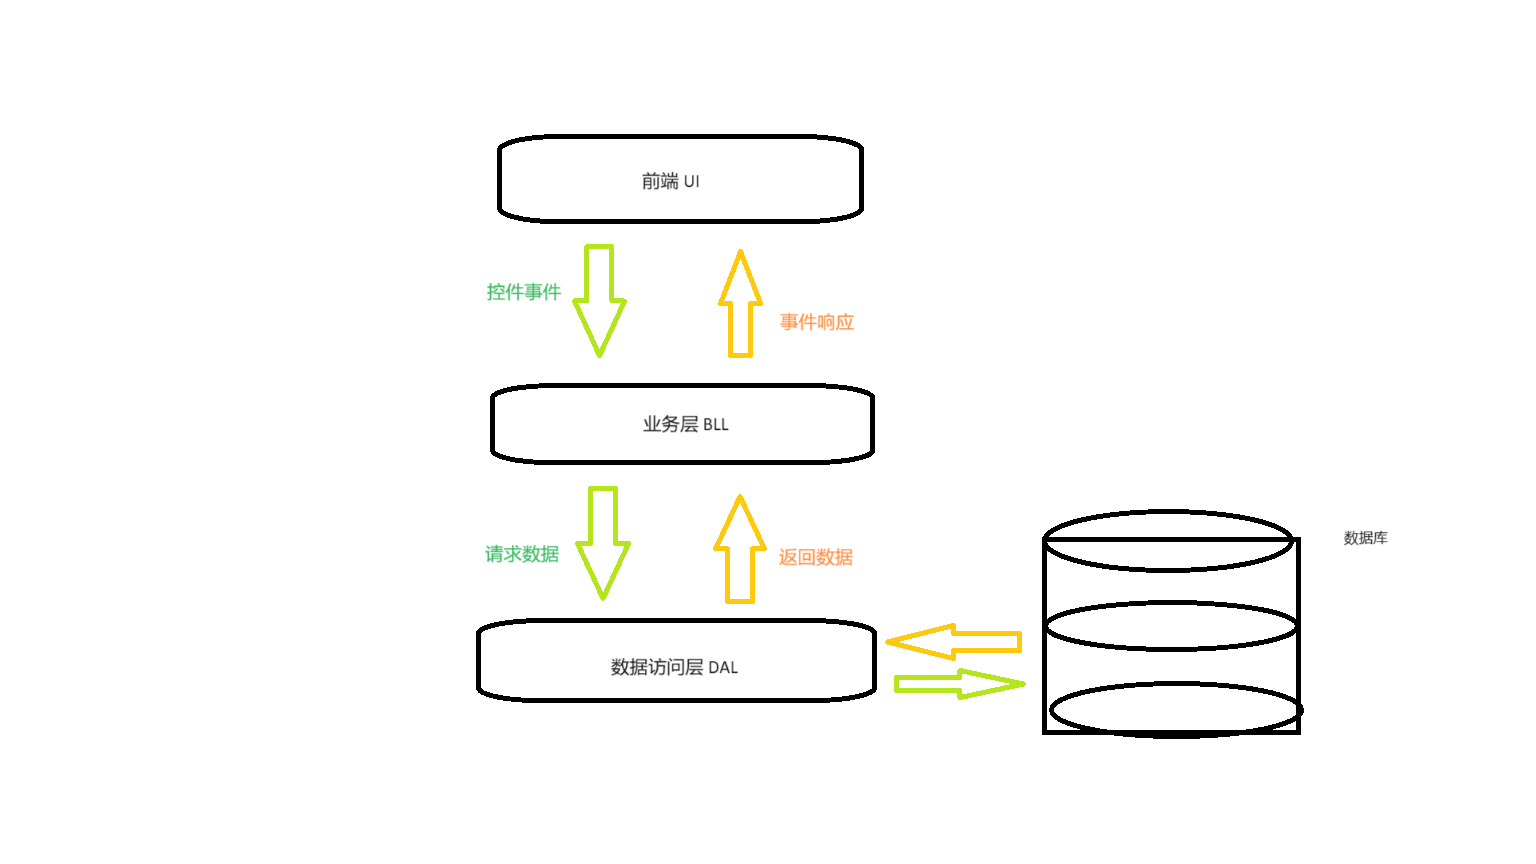 前端 UI
控件事件
事件响应
业务层 BLL
请求数据
返回数据
数据库
数据访问层 DAL